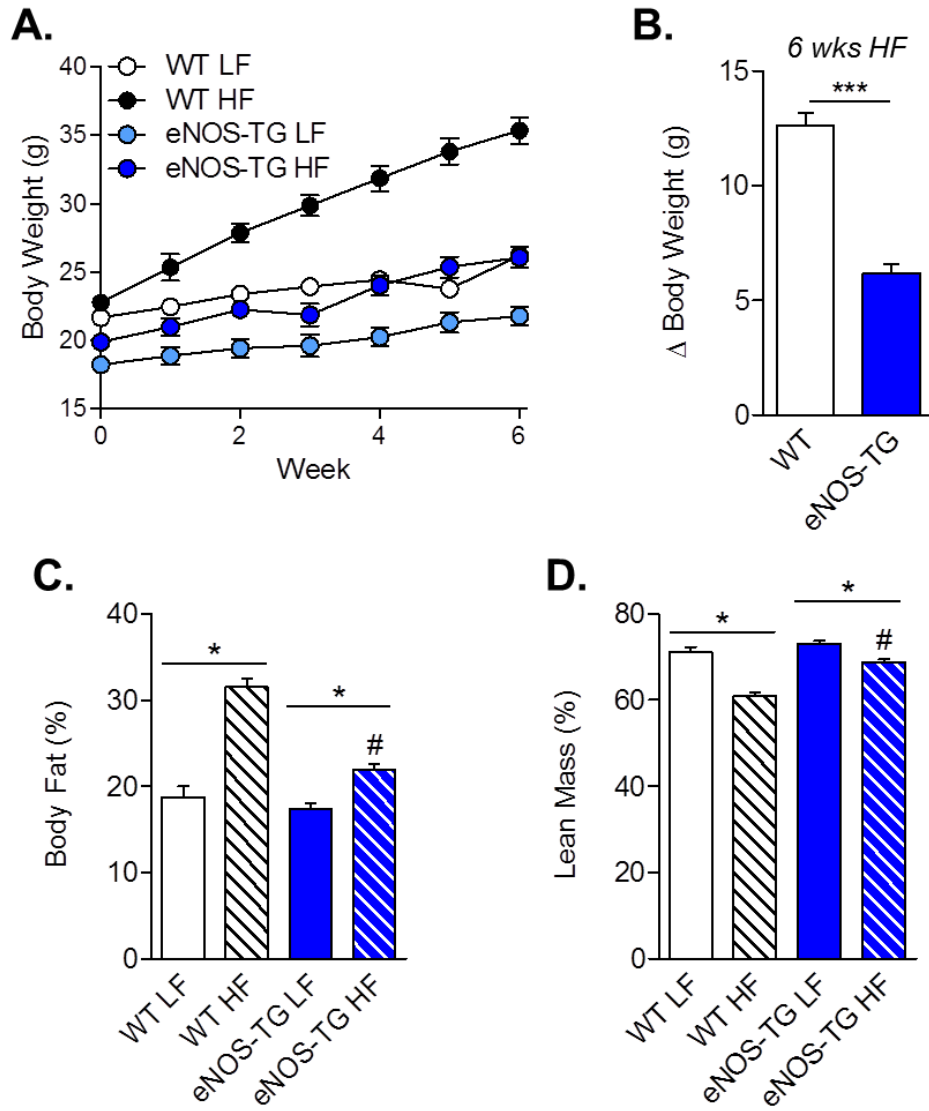 A.
Body Weight (g)
40
35
30
25
20
15
0
2
4
6
Week
WT LF
WT HF
eNOS-TG LF
eNOS-TG HF
B.
6 wks HF
Δ Body Weight (g)
15
10
5
0
***
WT
eNOS-TG
C.
Body Fat (%)
40
30
20
10
0
*
*
#
WT LF
WT HF
eNOS-TG LF
eNOS-TG HF
D.
Lean Mass (%)
80
60
40
20
0
*
*
#
WT LF
WT HF
eNOS-TG LF
eNOS-TG HF